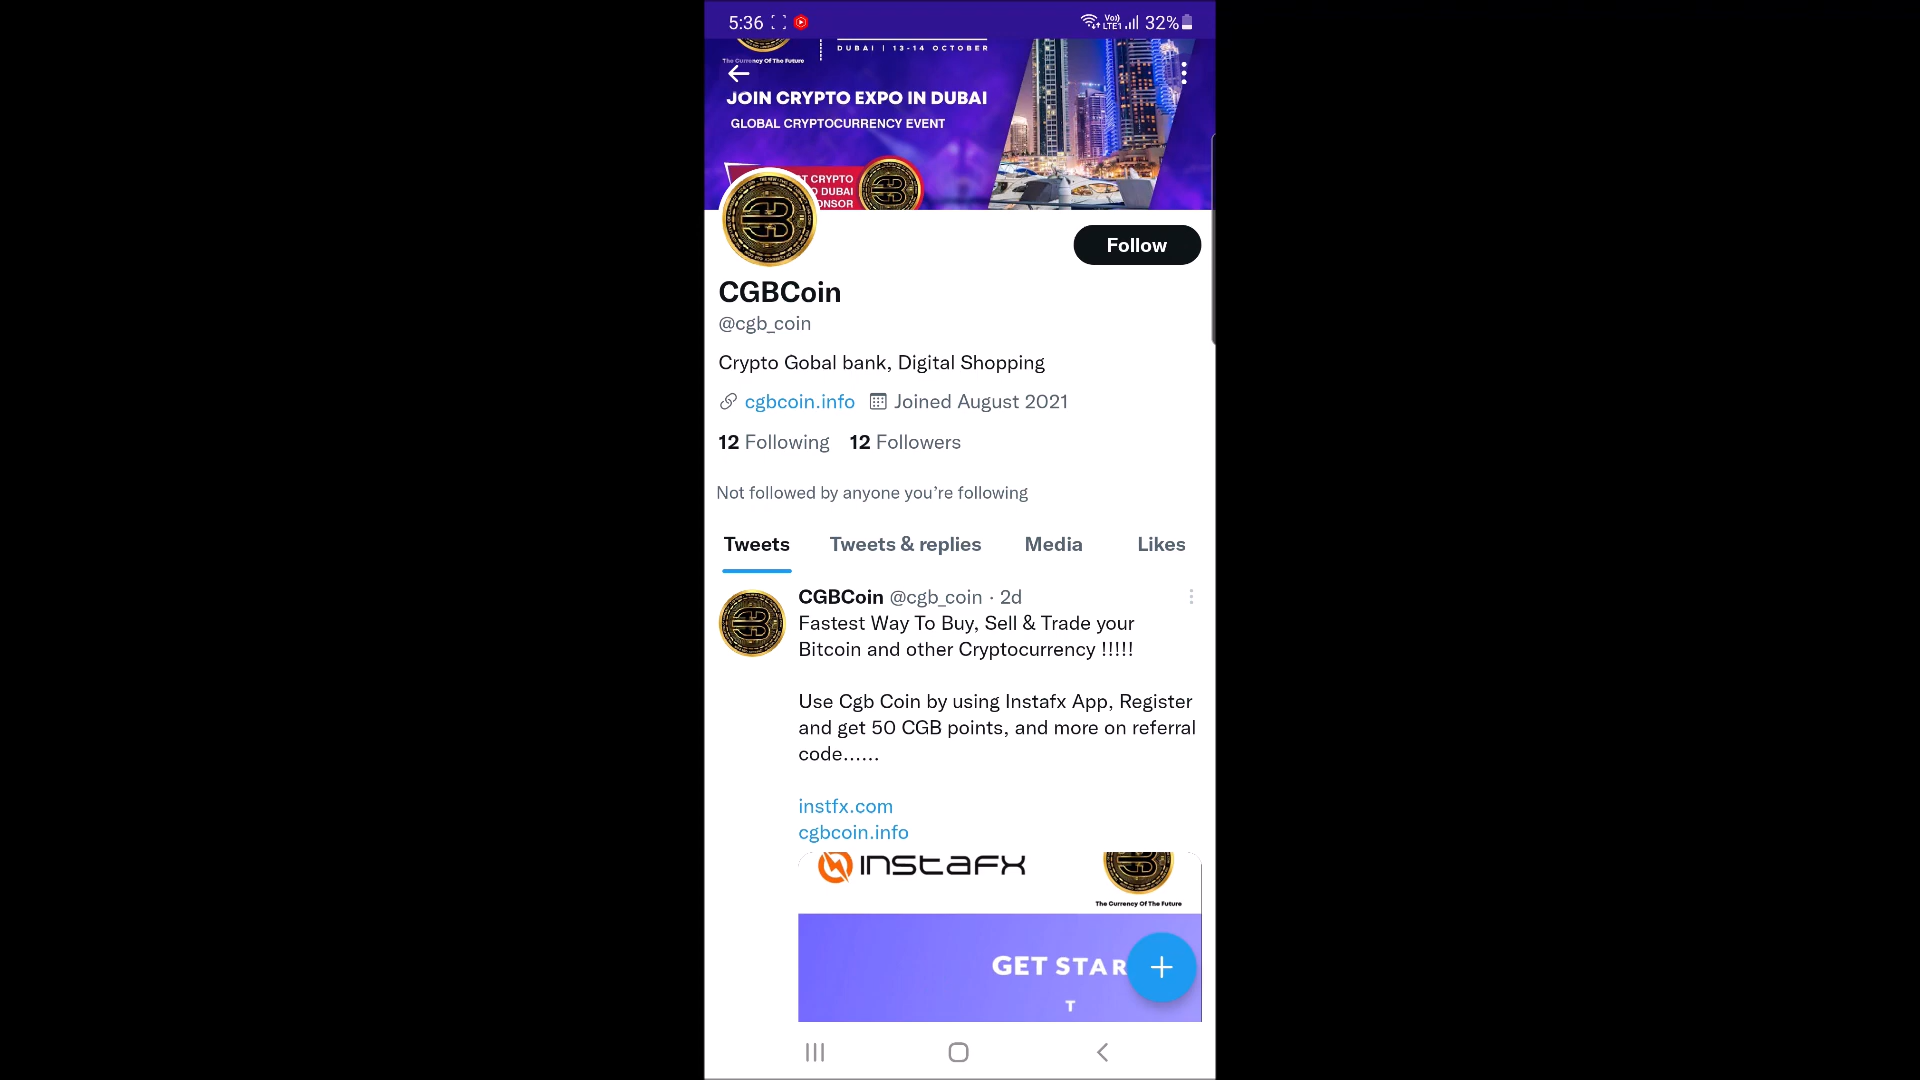 5:36
Vo))
LTE1
32%
DUBAI | 13-14 OCTOBER
The Currency Of The Future
JOIN CRYPTO EXPO IN DUBAI
GLOBAL CRYPTOCURRENCY EVENT
T CRYPTO
O DUBAI
ONSOR
Follow
CGBCoin
@cgb_coin
Crypto Gobal bank, Digital Shopping
cgbcoin.info Joined August 2021
12 Following 12 Followers
Not followed by anyone you’re following
Tweets Tweets & replies Media Likes
CGBCoin @cgb_coin · 2d
Fastest Way To Buy, Sell & Trade your
Bitcoin and other Cryptocurrency !!!!!
Use Cgb Coin by using Instafx App, Register
and get 50 CGB points, and more on referral
code......
instfx.com
cgbcoin.info
INSTAFX
The Currency Of The Future
GET STAR
T